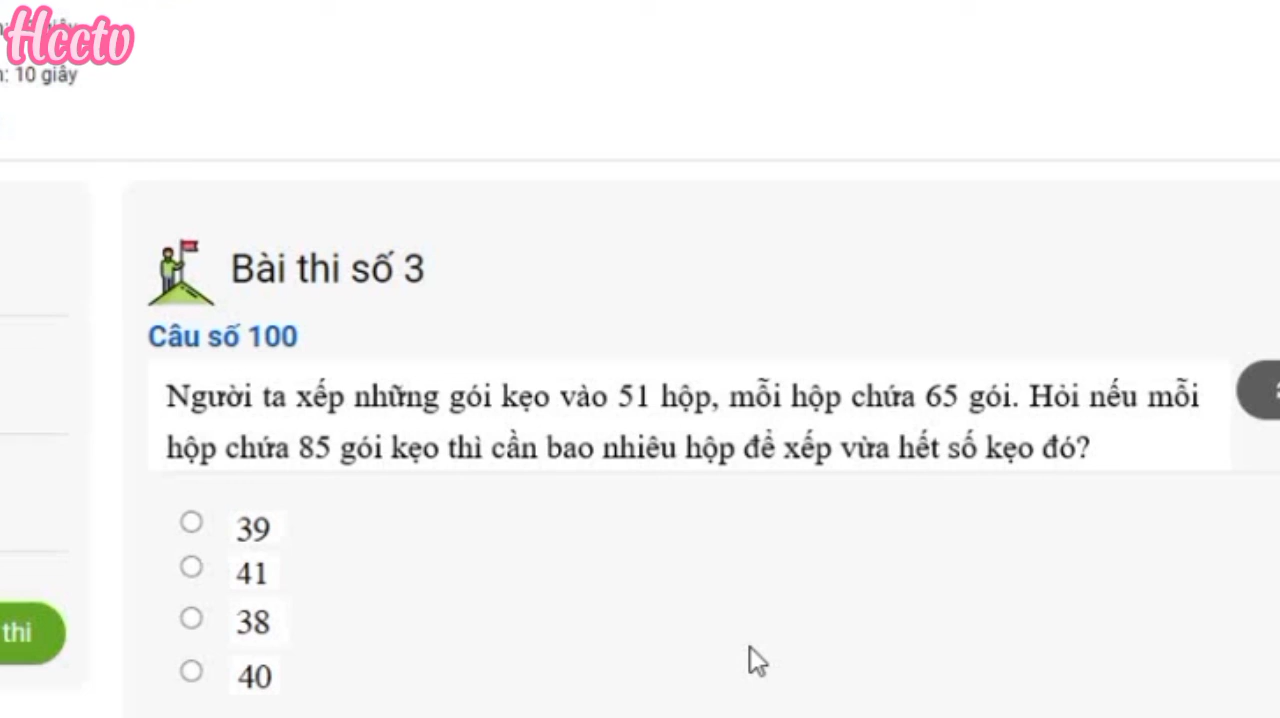 Hcctv
: 10 giây
Bài thi số 3
Câu số 100
Người ta xếp những gói kẹo vào 51 hộp, mỗi hộp chứa 65 gói. Hỏi nếu mỗi
hộp chứa 85 gói kẹo thì cần bao nhiêu hộp để xếp vừa hết số kẹo đó?
39
41
38
thi
40